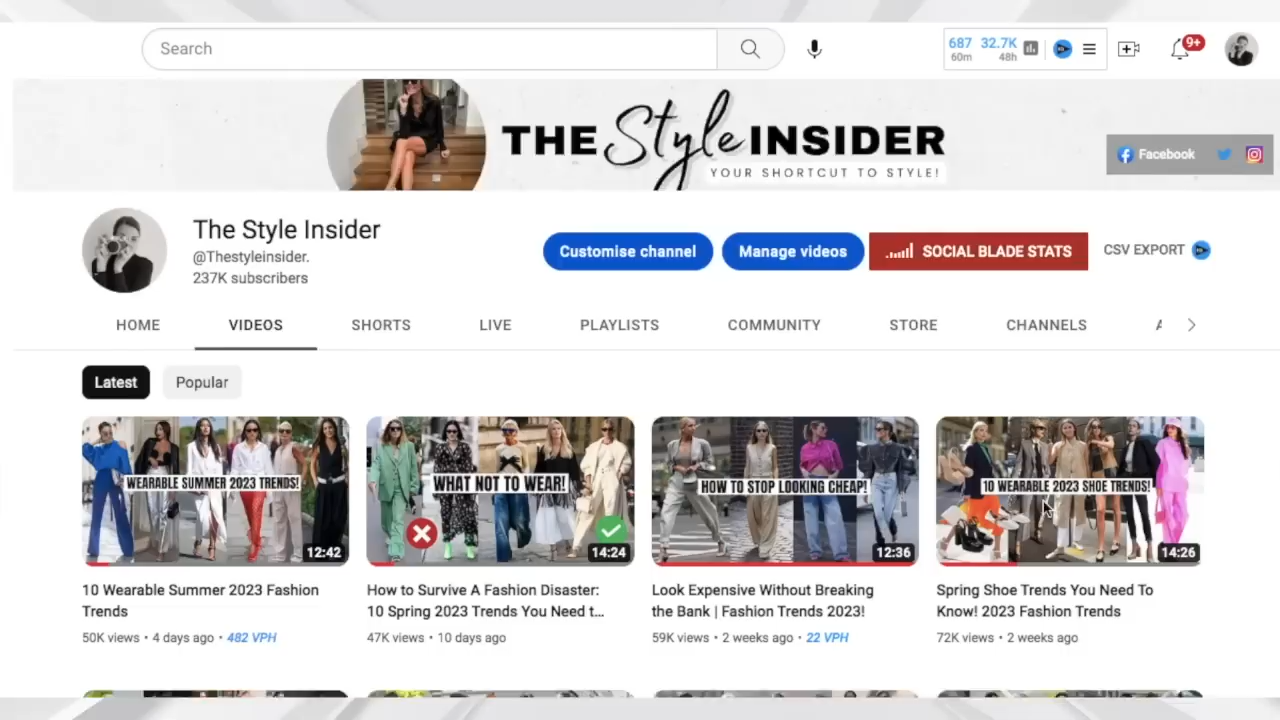 Search
687 32.7K
60m 48h
9+
THE Style INSIDER
YOUR SHORTCUT TO STYLE!
Facebook
The Style Insider
@Thestyleinsider.
237K subscribers
Customise channel
Manage videos
SOCIAL BLADE STATS
CSV EXPORT
HOME VIDEOS SHORTS LIVE PLAYLISTS COMMUNITY STORE CHANNELS
Latest Popular
WEARABLE SUMMER 2023 TRENDS!
12:42
10 Wearable Summer 2023 Fashion
Trends
50K views • 4 days ago • 482 VPH
WHAT NOT TO WEAR!
14:24
How to Survive A Fashion Disaster:
10 Spring 2023 Trends You Need t...
47K views • 10 days ago
HOW TO STOP LOOKING CHEAP!
12:36
Look Expensive Without Breaking
the Bank | Fashion Trends 2023!
59K views • 2 weeks ago • 22 VPH
10 WEARABLE 2023 SHOE TRENDS!
14:26
Spring Shoe Trends You Need To
Know! 2023 Fashion Trends
72K views • 2 weeks ago